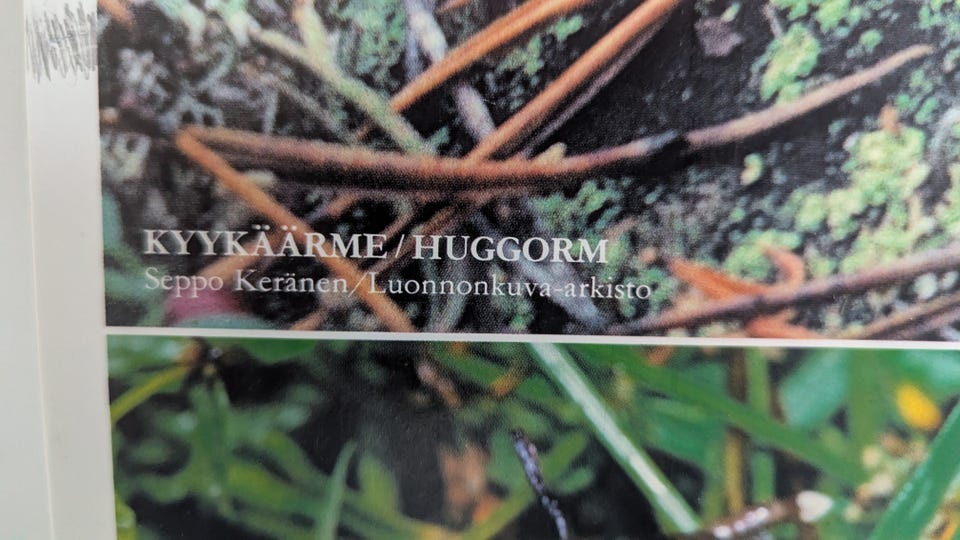 KYYKÄÄRME / HUGGORM
Seppo Keränen/Luonnonkuva-arkisto